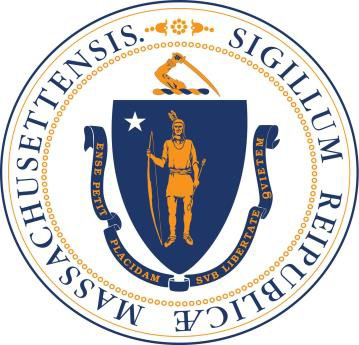 SIGILLUM REIPUBLICÆ MASSACHUSETTENSIS.
ENSE PETIT PLACIDAM SVB LIBERTATE QVIETEM